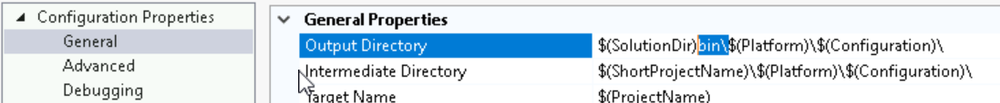 Configuration Properties
General
Advanced
Debugging
General Properties
Output Directory $(SolutionDir)bin\$(Platform)\$(Configuration)\
Intermediate Directory $(ShortProjectName)\$(Platform)\$(Configuration)\
Target Name $(ProjectName)